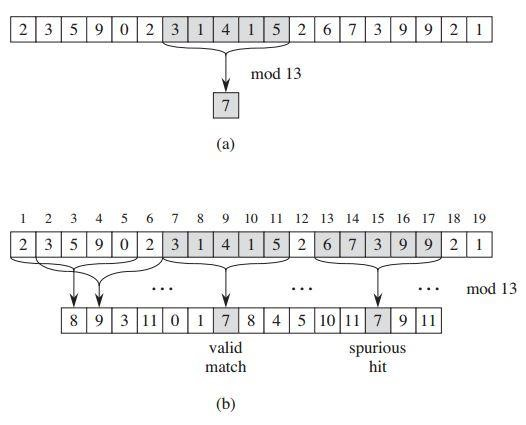 2 3 5 9 0 2 3 1 4 1 5 2 6 7 3 9 9 2 1
mod 13
7
(a)
1 2 3 4 5 6 7 8 9 10 11 12 13 14 15 16 17 18 19
2 3 5 9 0 2 3 1 4 1 5 2 6 7 3 9 9 2 1
... ... ... mod 13
8 9 3 11 0 1 7 8 4 5 10 11 7 9 11
valid spurious
match hit
(b)